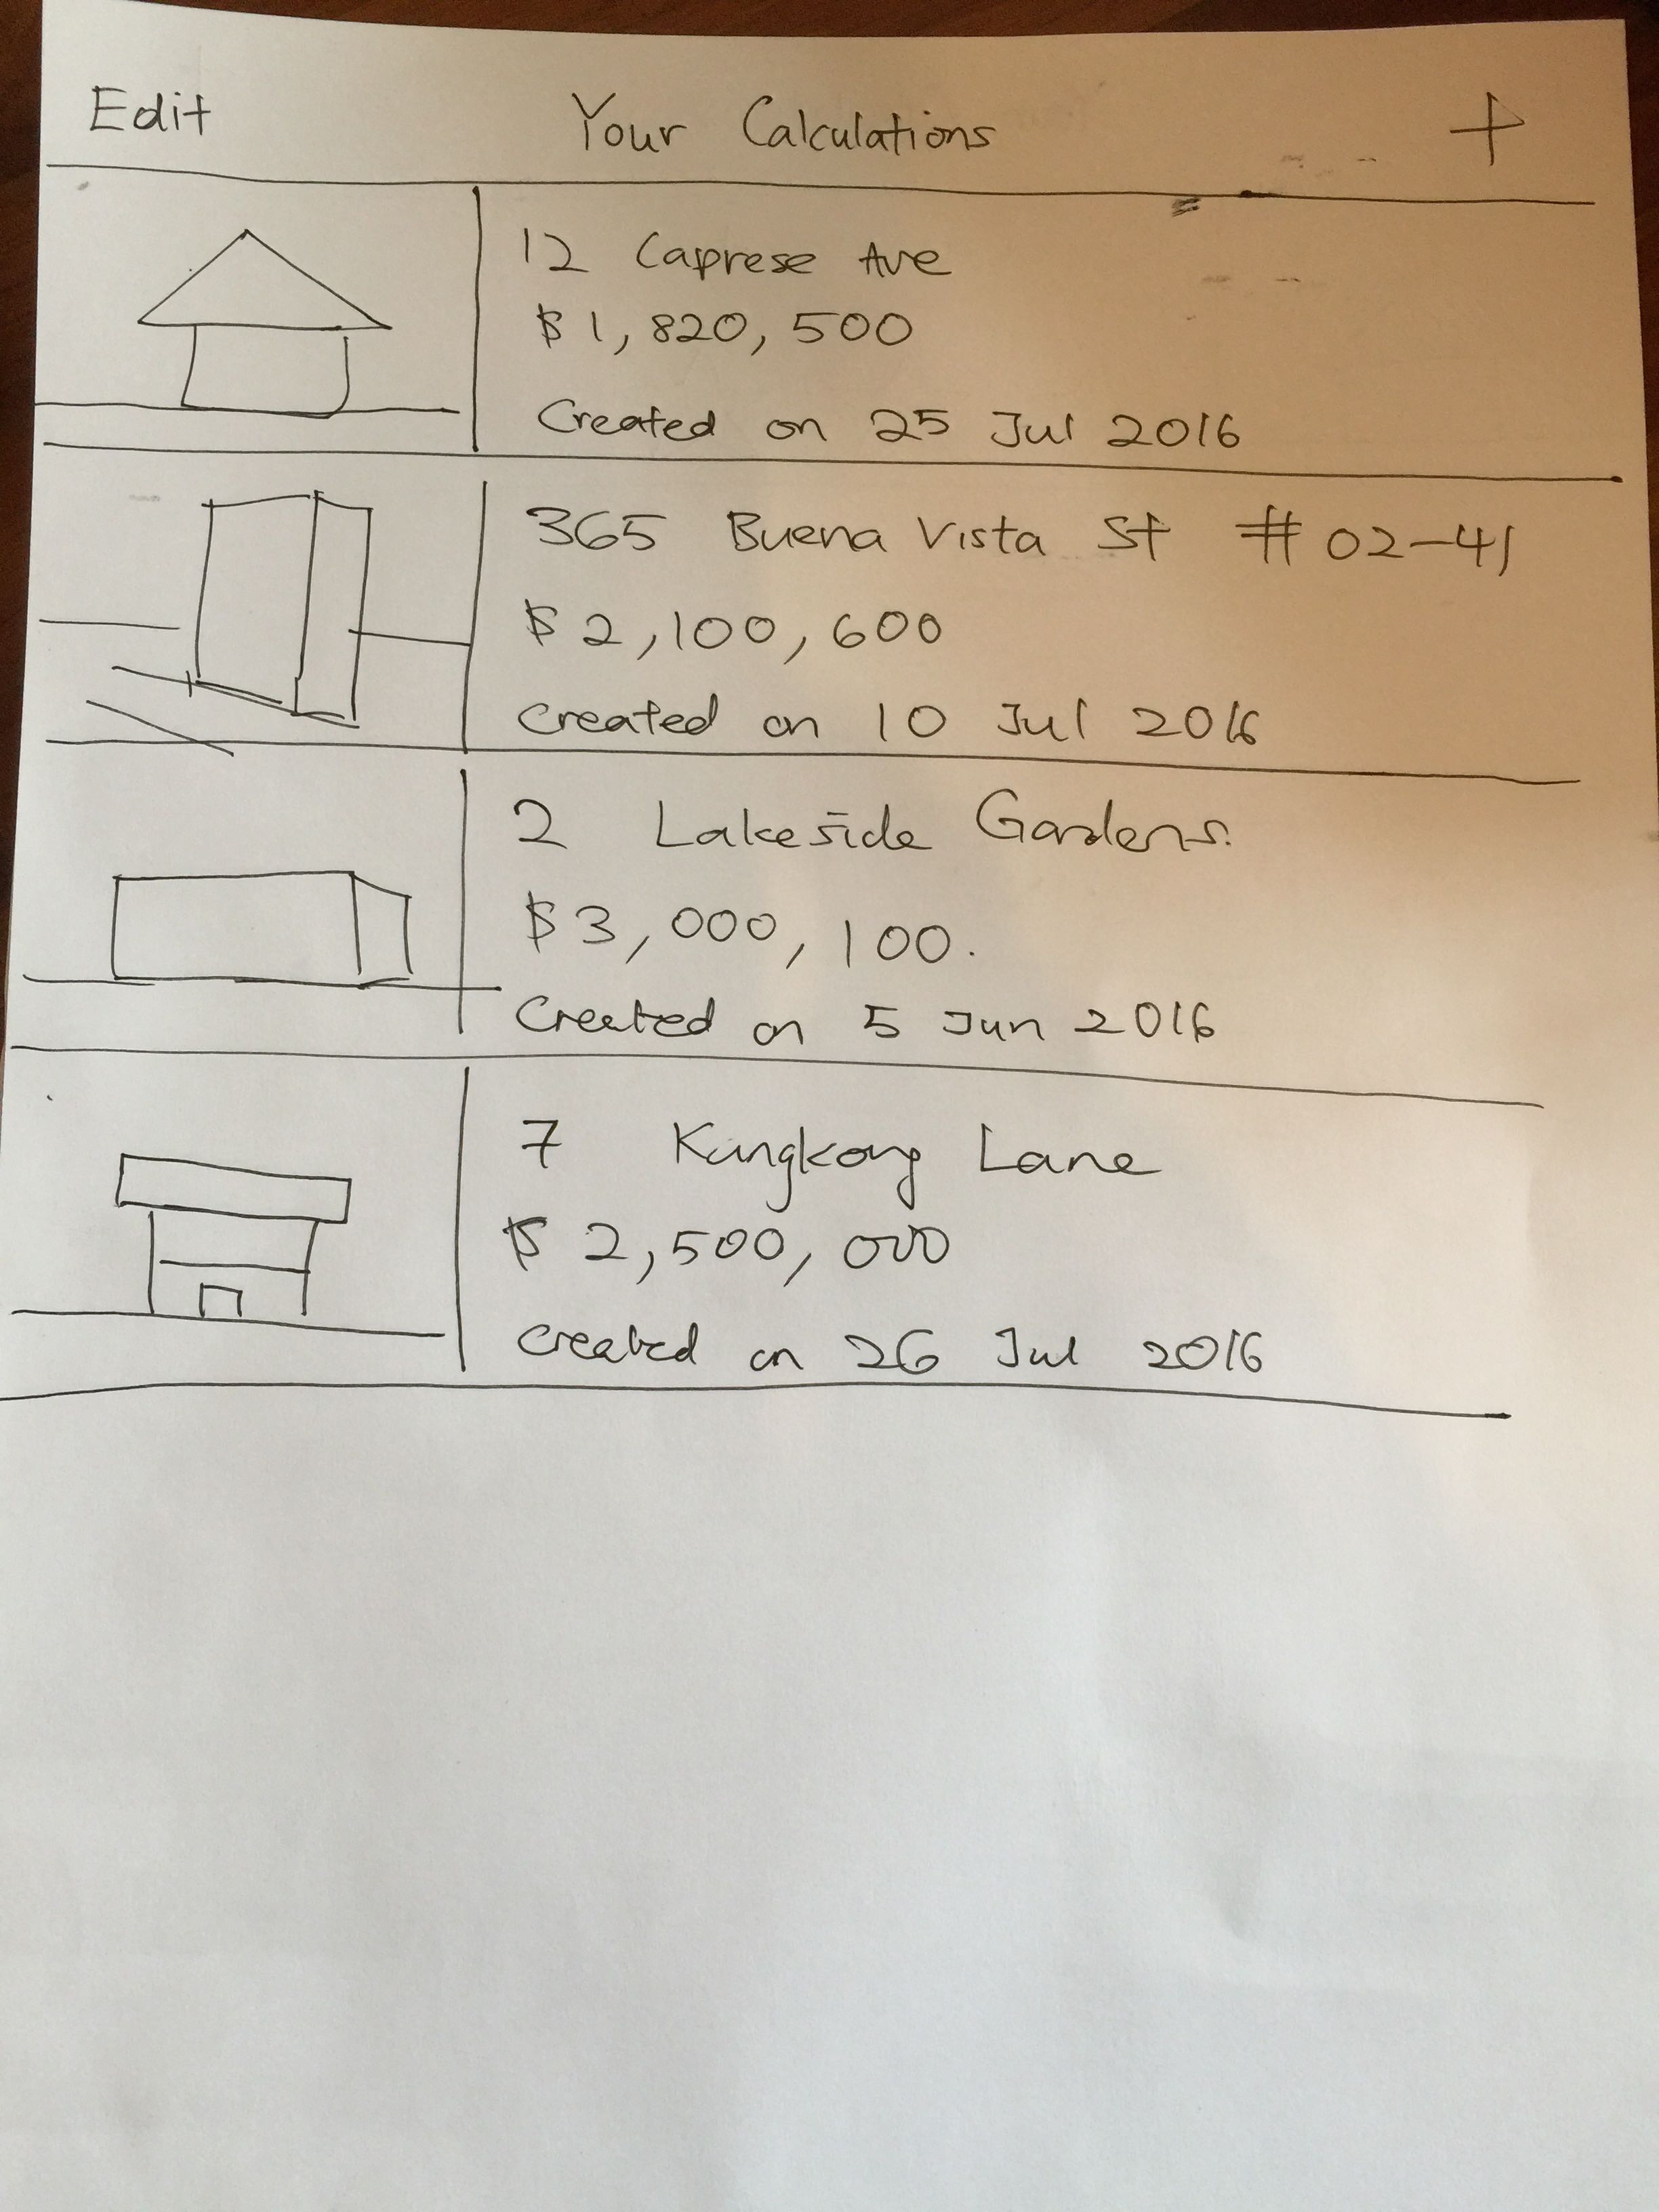 Edit Your Calculations +
12 Caprese Ave
$1,820,500
Created on 25 Jul 2016
365 Buena Vista St #02-41
$2,100,600
Created on 10 Jul 2016
2 Lakeside Gardens.
$3,000,100.
Created on 5 Jun 2016
7 Kingkong Lane
$2,500,000
Created on 26 Jul 2016